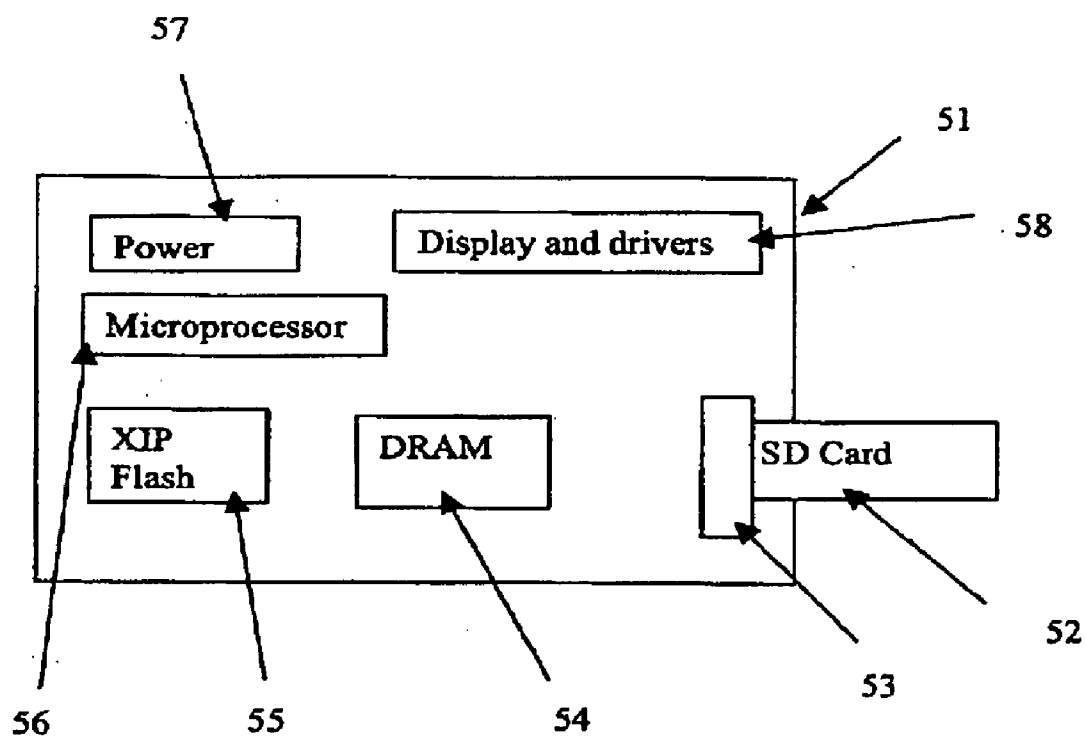 57
51
58
Power
Display and drivers
Microprocessor
XIP
Flash
DRAM
SD Card
52
53
54
55
56